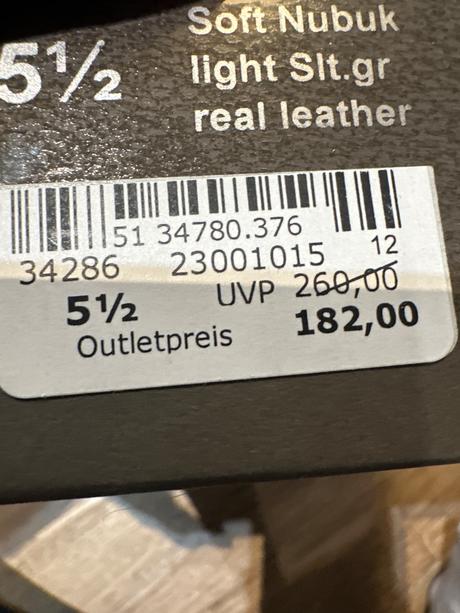 5½
Soft Nubuk
light Slt.gr
real leather
51 34780.376
34286 23001015 12
5½ UVP 260,00
Outletpreis 182,00